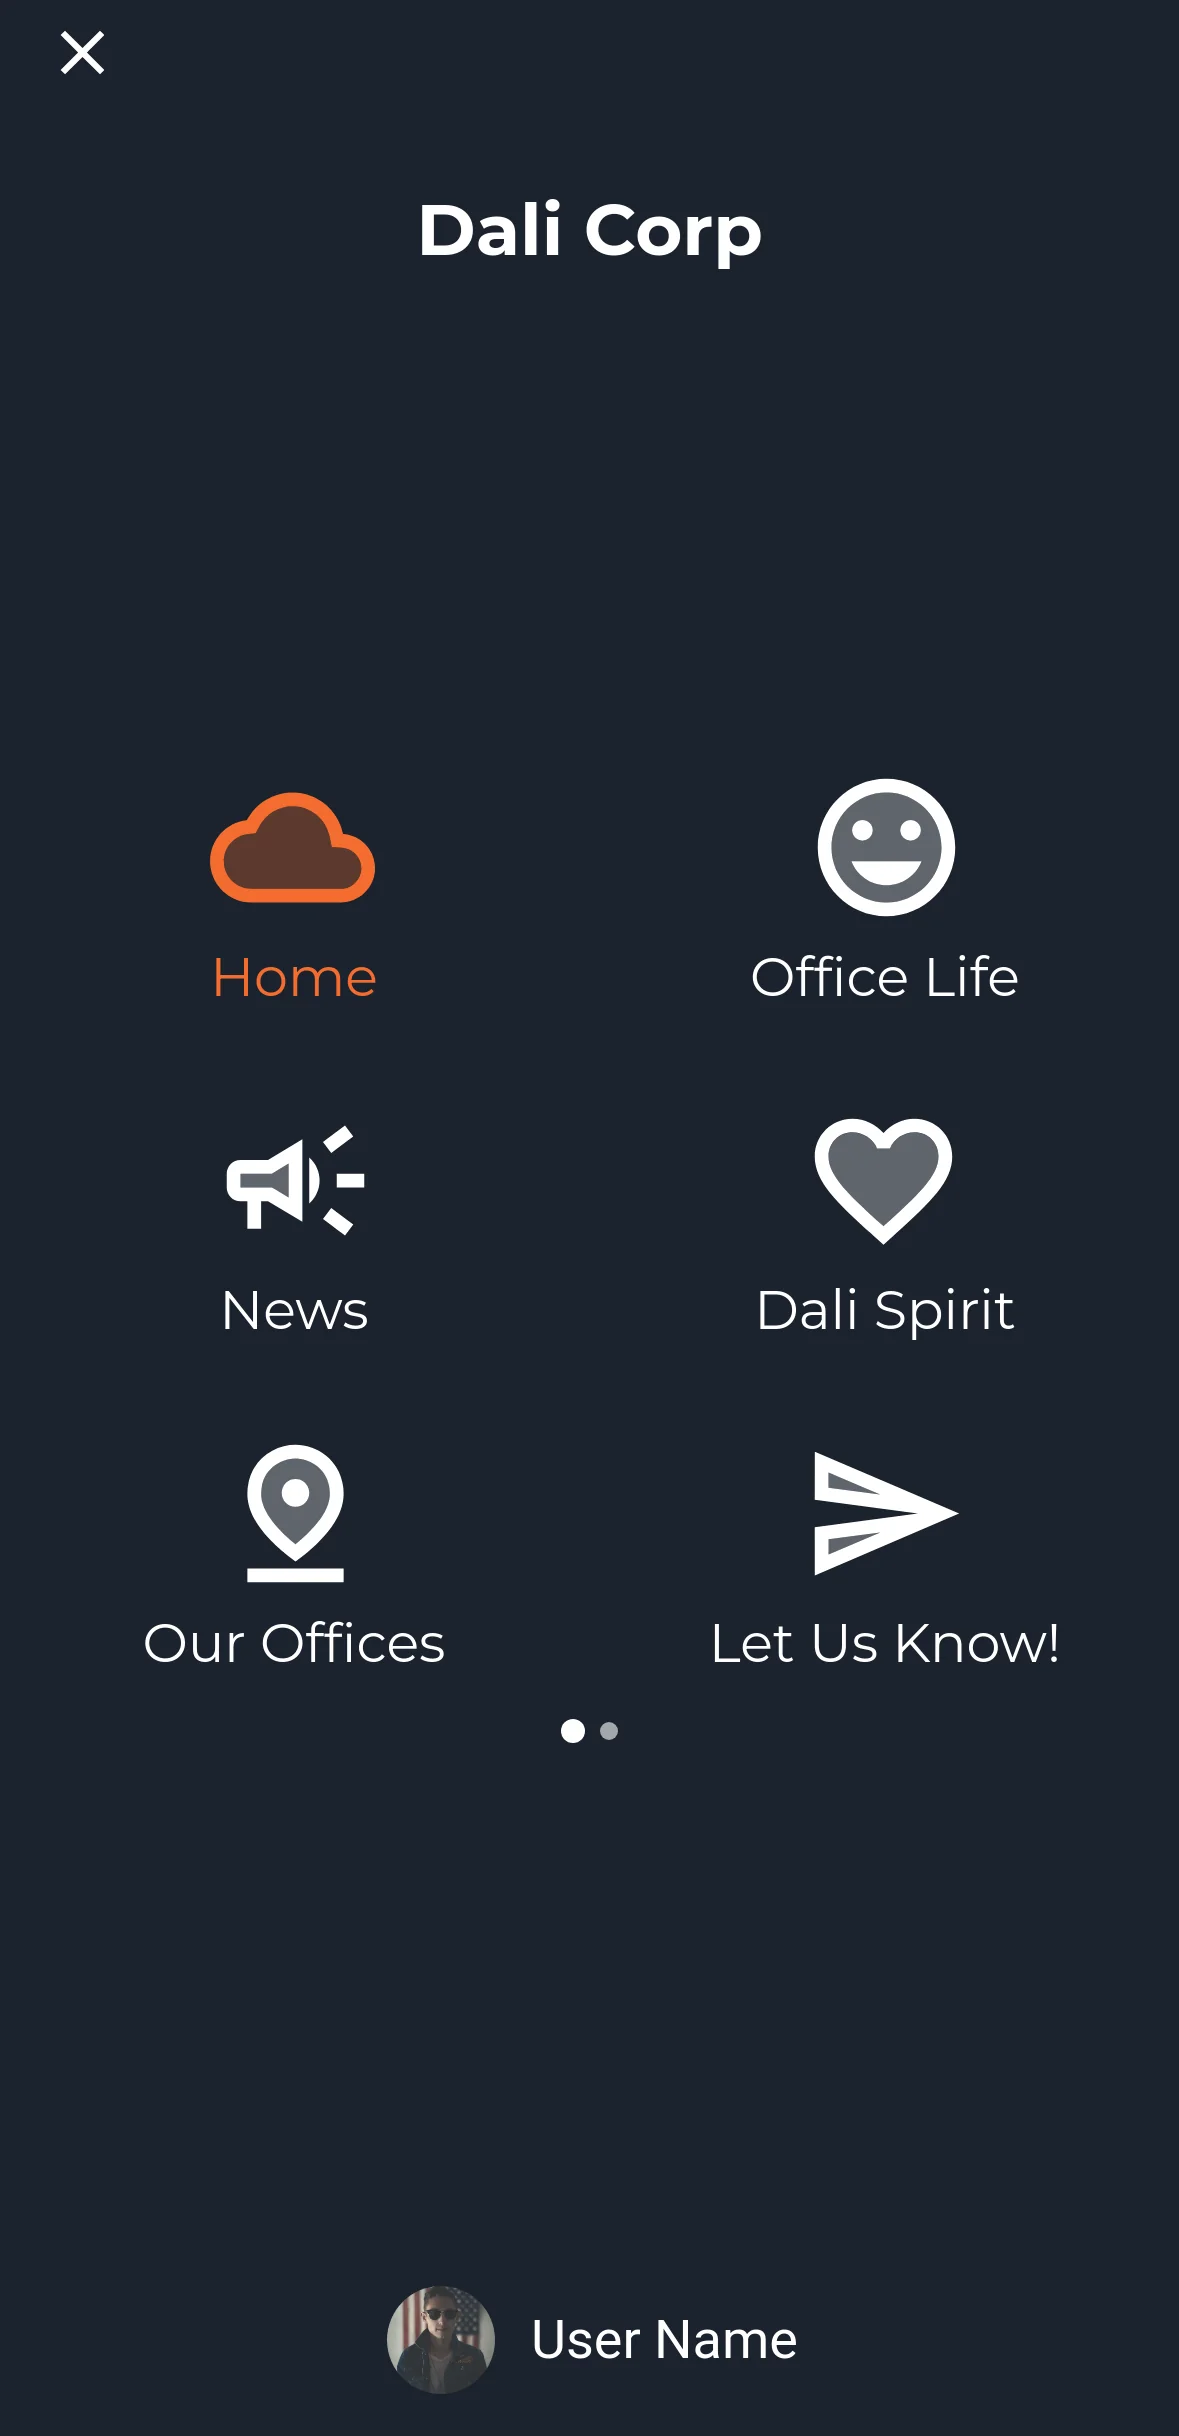 Dali Corp
Home
Office Life
News
Dali Spirit
Our Offices
Let Us Know!
User Name